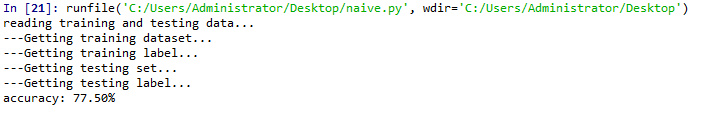 In [21]: runfile('C:/Users/Administrator/Desktop/naive.py', wdir='C:/Users/Administrator/Desktop')
reading training and testing data...
---Getting training dataset...
---Getting training label...
---Getting testing set...
---Getting testing label...
accuracy: 77.50%